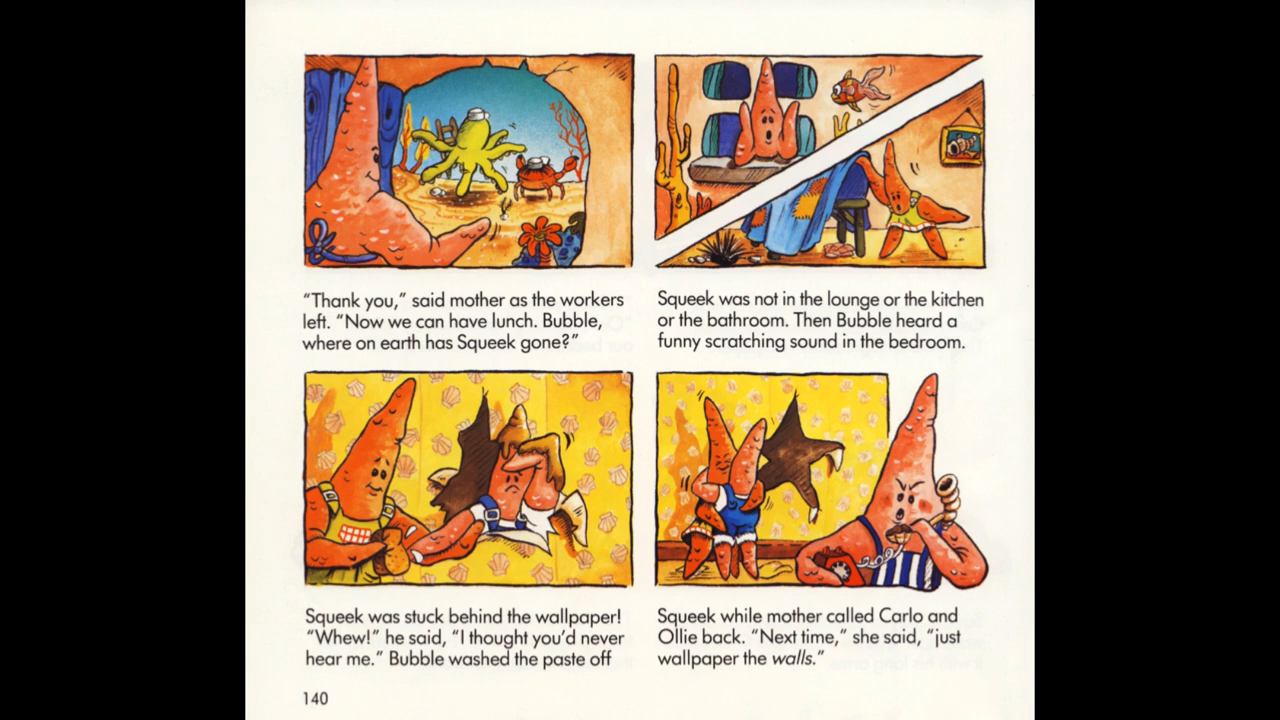 “Thank you,” said mother as the workers
left. “Now we can have lunch. Bubble,
where on earth has Squeek gone?”
Squeek was not in the lounge or the kitchen
or the bathroom. Then Bubble heard a
funny scratching sound in the bedroom.
Squeek was stuck behind the wallpaper!
“Whew!” he said, “I thought you’d never
hear me.” Bubble washed the paste off
Squeek while mother called Carlo and
Ollie back. “Next time,” she said, “just
wallpaper the walls.”
140